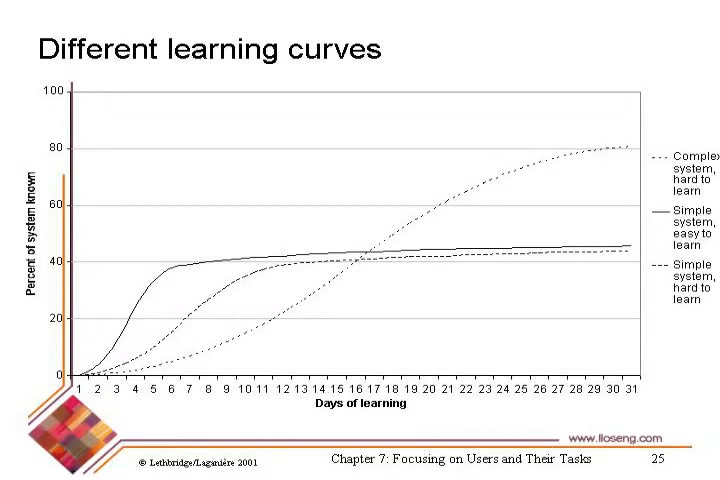 Different learning curves
100
80
60
40
20
0
Percent of system known
1 2 3 4 5 6 7 8 9 10 11 12 13 14 15 16 17 18 19 20 21 22 23 24 25 26 27 28 29 30 31
Days of learning
Complex
system,
hard to
learn
Simple
system,
easy to
learn
Simple
system,
hard to
learn
www.lloseng.com
© Lethbridge/Laganière 2001
Chapter 7: Focusing on Users and Their Tasks
25